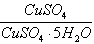 CuSO₄
CuSO₄ · 5H₂O